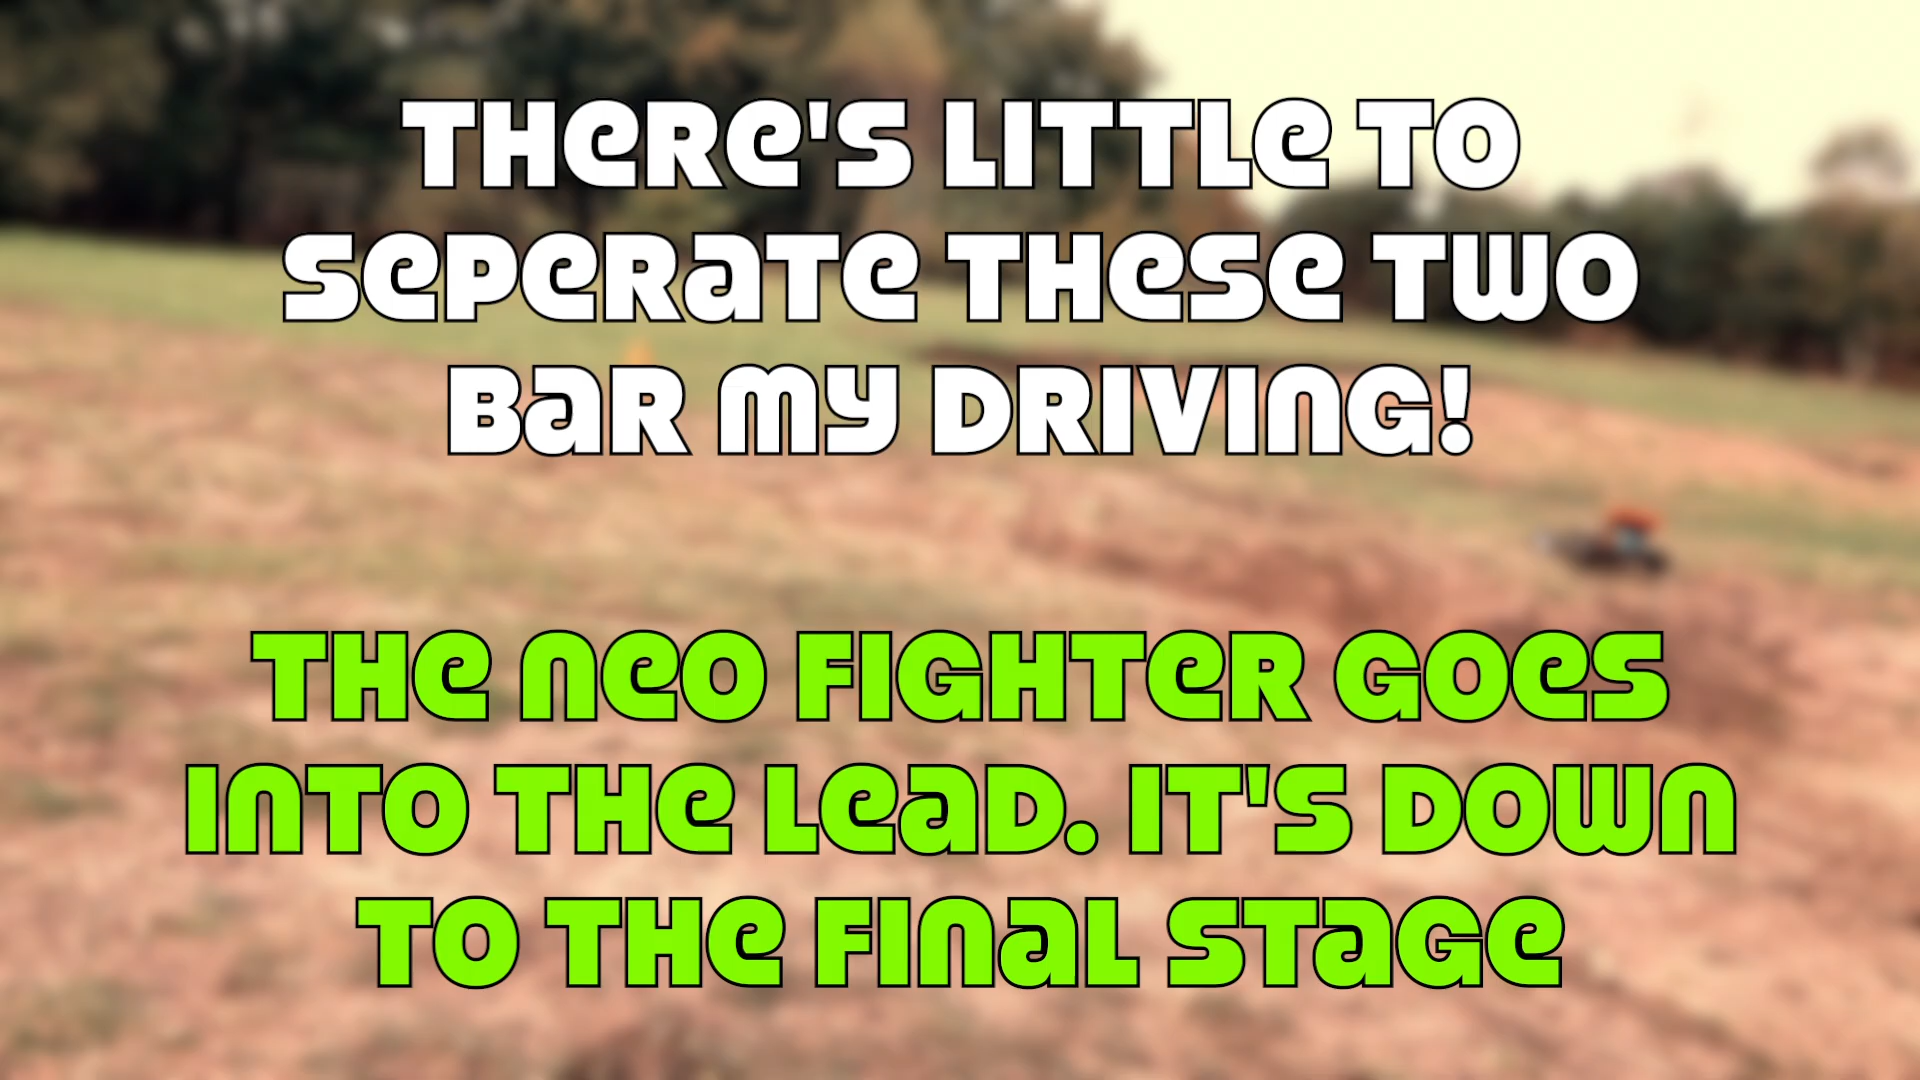 THERE'S LITTLE TO
SEPERATE THESE TWO
BAR MY DRIVING!
THE NEO FIGHTER GOES
INTO THE LEAD. IT'S DOWN
TO THE FINAL STAGE